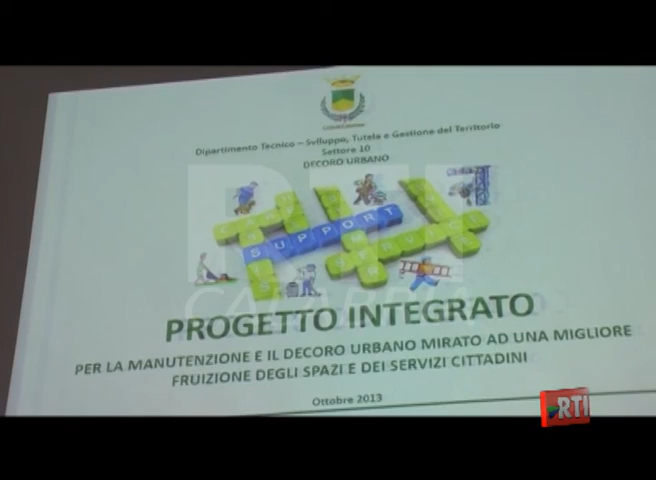 Dipartimento Tecnico – Sviluppo, Tutela e Gestione del Territorio
Settore 10
DECORO URBANO
SUPPORT
PROGETTO INTEGRATO
PER LA MANUTENZIONE E IL DECORO URBANO MIRATO AD UNA MIGLIORE
FRUIZIONE DEGLI SPAZI E DEI SERVIZI CITTADINI
Ottobre 2013
RTI